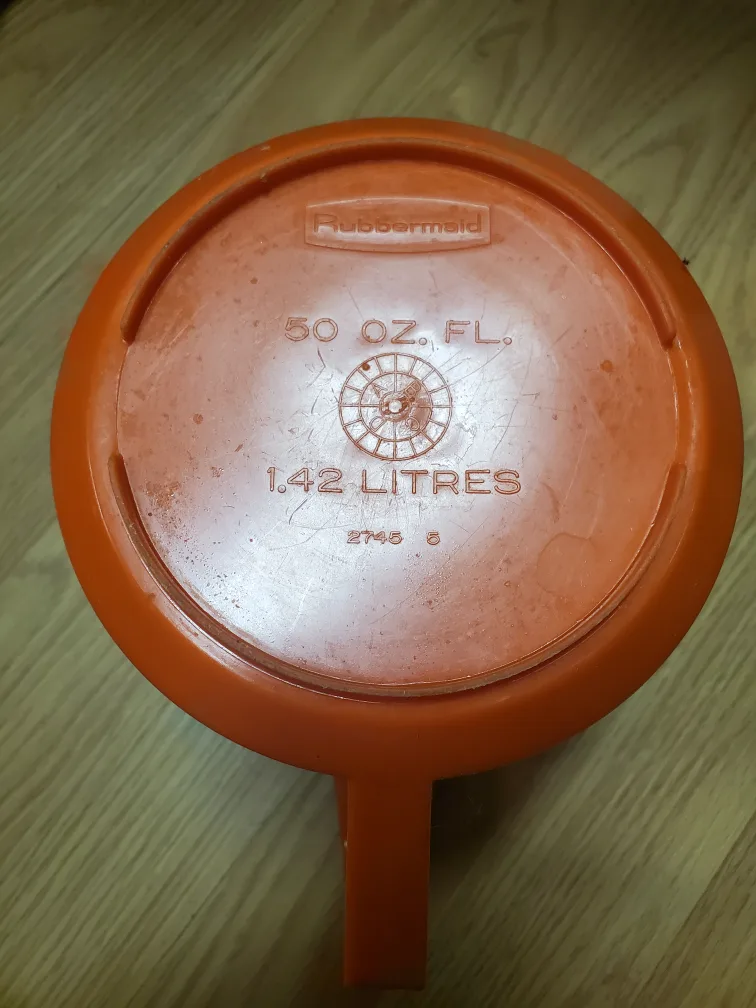 Rubbermaid
50 OZ. FL.
1.42 LITRES
2745 5